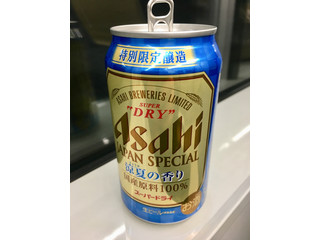 特別限定醸造
ASAHI BREWERIES LIMITED
SUPER
"DRY"
Asahi
JAPAN SPECIAL
涼夏の香り
国産原料100%
スーパードライ